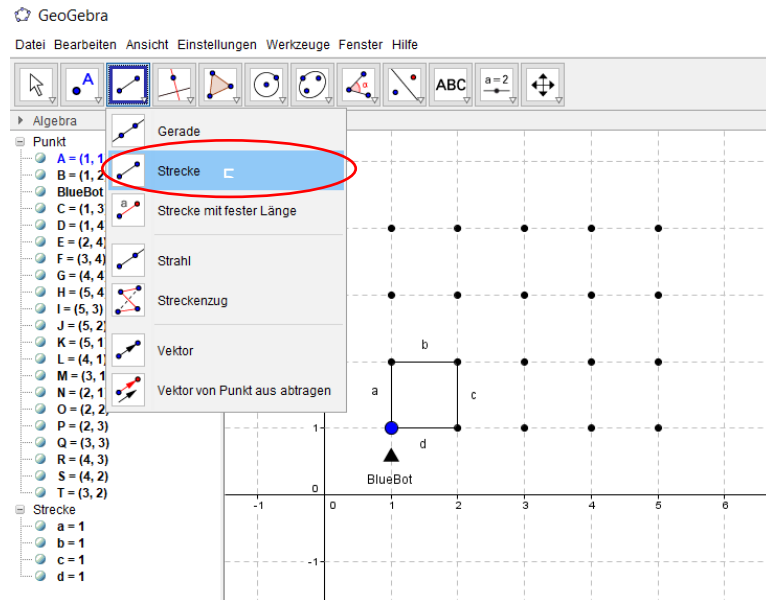 GeoGebra
Datei Bearbeiten Ansicht Einstellungen Werkzeuge Fenster Hilfe
A
α
ABC
a=2
Algebra
Punkt
A = (1, 1
B = (1, 2
BlueBot
C = (1, 3
D = (1, 4
E = (2, 4)
F = (3, 4)
G = (4, 4
H = (5, 4
I = (5, 3)
J = (5, 2)
K = (5, 1)
L = (4, 1)
M = (3, 1
N = (2, 1)
O = (2, 2)
P = (2, 3)
Q = (3, 3)
R = (4, 3)
S = (4, 2)
T = (3, 2)
Strecke
a = 1
b = 1
c = 1
d = 1
Gerade
Strecke
a
Strecke mit fester Länge
Strahl
Streckenzug
Vektor
Vektor von Punkt aus abtragen
b
a
c
1
d
BlueBot
0
-1 0 1 2 3 4 5 6
-1